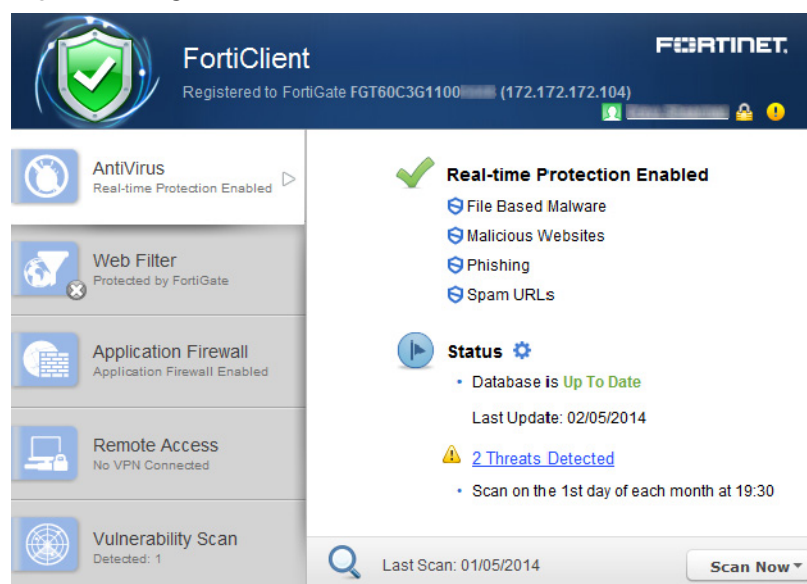 FortiClient
FORTINET
Registered to FortiGate FGT60C3G1100 (172.172.172.104)
AntiVirus
Real-time Protection Enabled
Web Filter
Protected by FortiGate
Application Firewall
Application Firewall Enabled
Remote Access
No VPN Connected
Vulnerability Scan
Detected: 1
Real-time Protection Enabled
File Based Malware
Malicious Websites
Phishing
Spam URLs
Status
Database is Up To Date
Last Update: 02/05/2014
2 Threats Detected
Scan on the 1st day of each month at 19:30
Last Scan: 01/05/2014
Scan Now